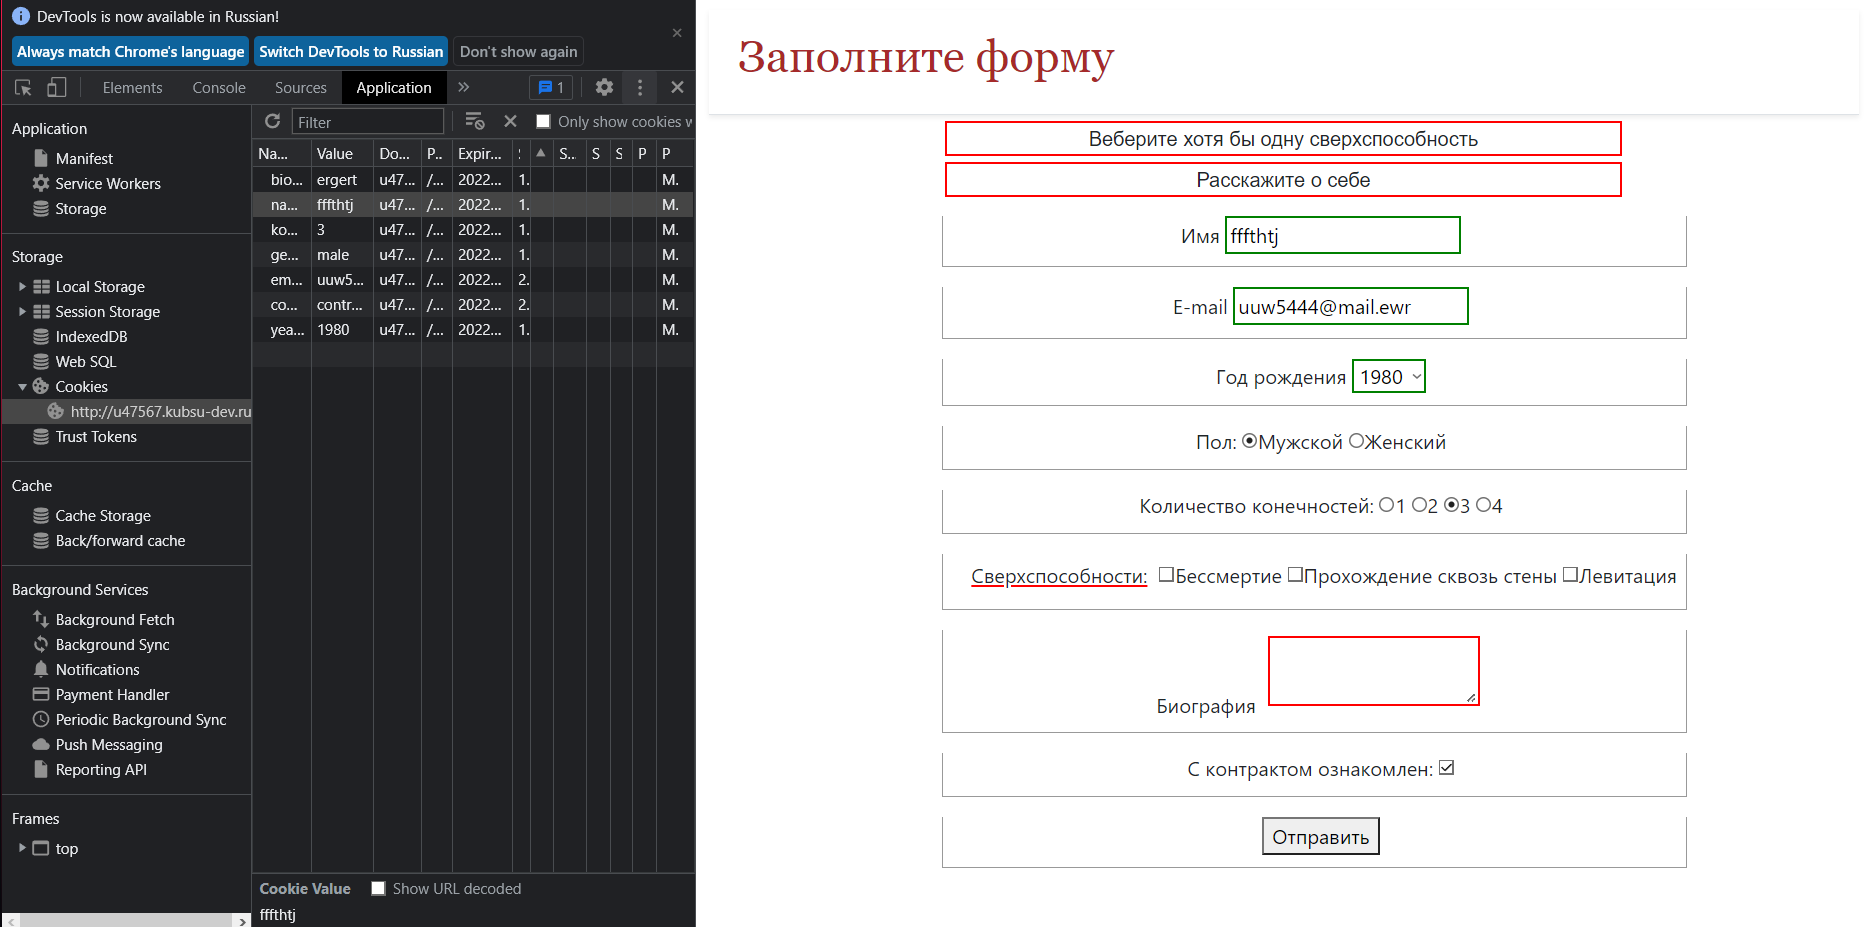 DevTools is now available in Russian!
Always match Chrome's language Switch DevTools to Russian Don't show again
Elements Console Sources Application 1
Filter Only show cookies w
Application
Manifest
Service Workers
Storage
Storage
Local Storage
Session Storage
IndexedDB
Web SQL
Cookies
http://u47567.kubsu-dev.ru
Trust Tokens
Cache
Cache Storage
Back/forward cache
Background Services
Background Fetch
Background Sync
Notifications
Payment Handler
Periodic Background Sync
Push Messaging
Reporting API
Frames
top
Na... Value Do... P.. Expir... S... S S P P
bio... ergert u47... /... 2022... 1. M.
na... fffthtj u47... /... 2022... 1. M.
ko... 3 u47... /... 2022... 1. M.
ge... male u47... /... 2022... 1. M.
em... uuw5... u47... /... 2022... 2. M.
co... contr... u47... /... 2022... 2. M.
yea... 1980 u47... /... 2022... 1. M.
Cookie Value Show URL decoded
fffthtj
Заполните форму
Веберите хотя бы одну сверхспособность
Расскажите о себе
Имя fffthtj
E-mail uuw5444@mail.ewr
Год рождения 1980
Пол: Мужской Женский
Количество конечностей: 1 2 3 4
Сверхспособности: Бессмертие Прохождение сквозь стены Левитация
Биография
С контрактом ознакомлен:
Отправить